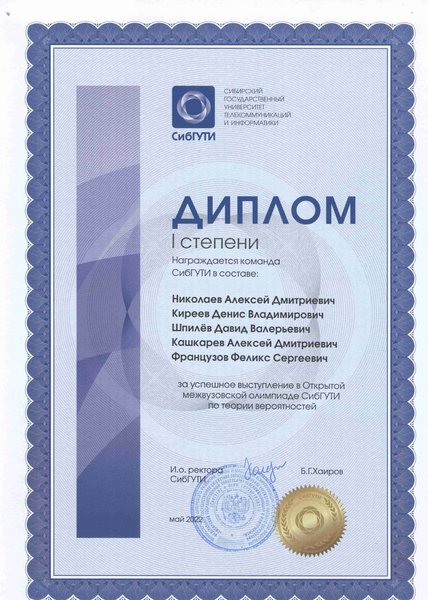 СИБИРСКИЙ
ГОСУДАРСТВЕННЫЙ
УНИВЕРСИТЕТ
ТЕЛЕКОММУНИКАЦИЙ
И ИНФОРМАТИКИ
СибГУТИ
ДИПЛОМ
I степени
Награждается команда
СибГУТИ в составе:
Николаев Алексей Дмитриевич
Киреев Денис Владимирович
Шпилёв Давид Валерьевич
Кашкарев Алексей Дмитриевич
Французов Феликс Сергеевич
за успешное выступление в Открытой
межвузовской олимпиаде СибГУТИ
по теории вероятностей
И.о. ректора
СибГУТИ
Б.Г.Хаиров
май 2022
СИБГУТИ